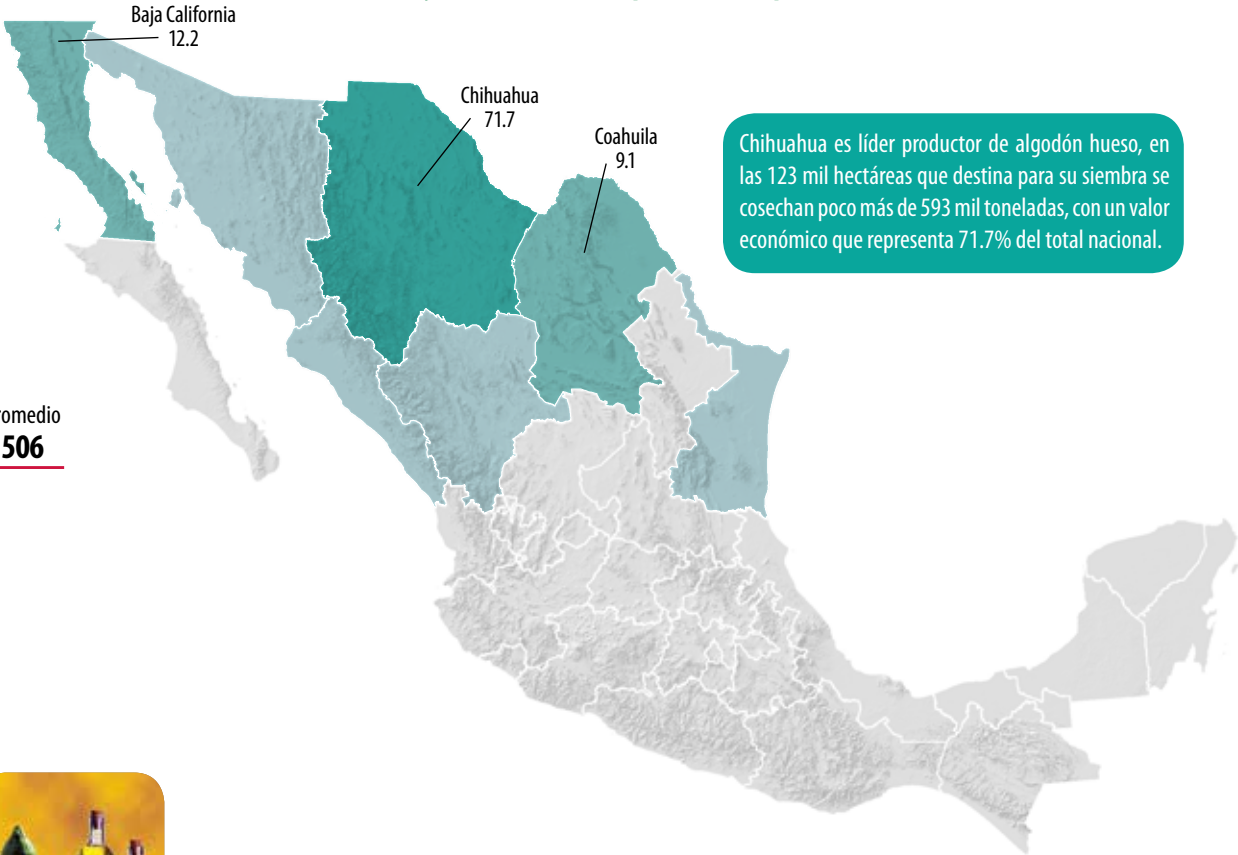 Baja California
12.2
Chihuahua
71.7
Coahuila
9.1
Chihuahua es líder productor de algodón hueso, en
las 123 mil hectáreas que destina para su siembra se
cosechan poco más de 593 mil toneladas, con un valor
económico que representa 71.7% del total nacional.
romedio
506